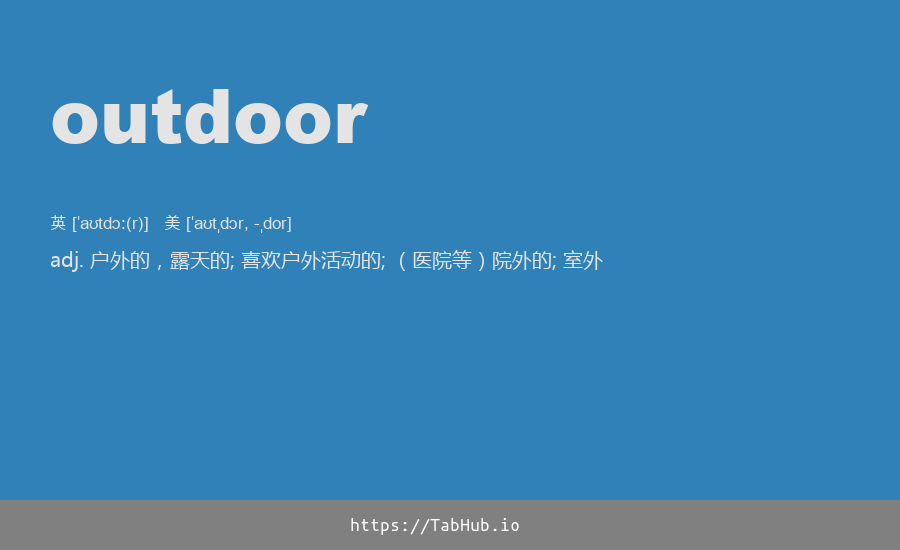 outdoor
英 [ˈaʊtdɔ:(r)] 美 [ˈaʊtˌdɔr, -ˌdor]
adj. 户外的，露天的; 喜欢户外活动的; （医院等）院外的; 室外
https://TabHub.io